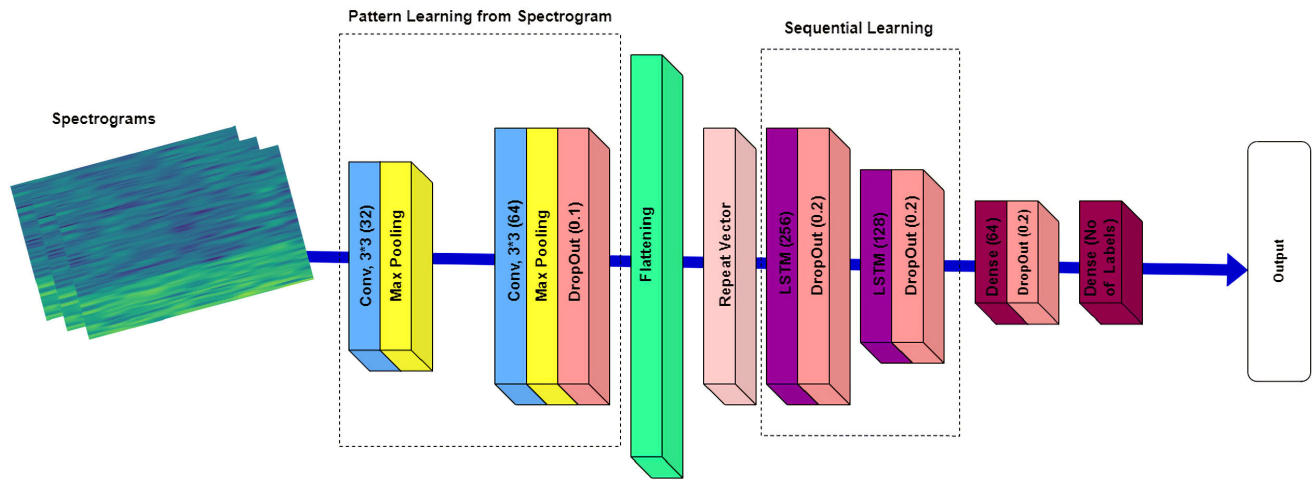 Pattern Learning from Spectrogram
Sequential Learning
Spectrograms
Conv, 3*3 (32)
Max Pooling
Conv, 3*3 (64)
Max Pooling
DropOut (0.1)
Flattening
Repeat Vector
LSTM (256)
DropOut (0.2)
LSTM (128)
DropOut (0.2)
Dense (64)
DropOut (0.2)
Dense (No
of Labels)
Output